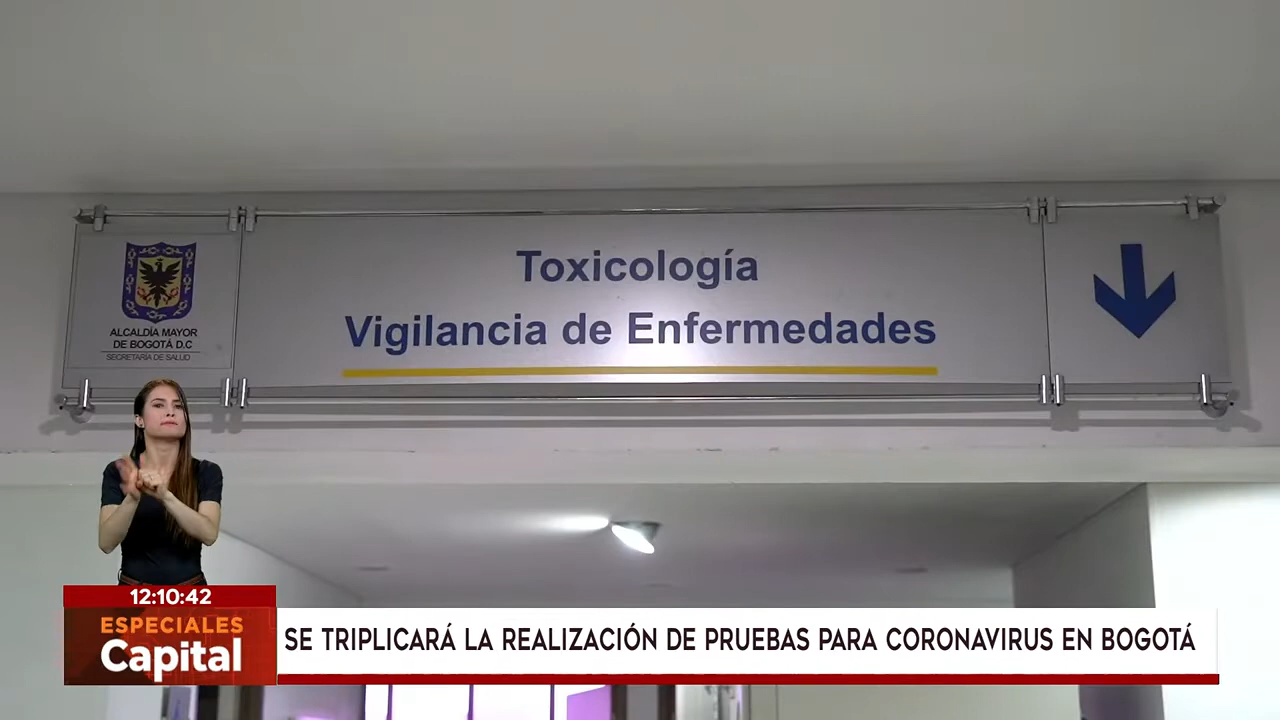 Toxicología
Vigilancia de Enfermedades
ALCALDÍA MAYOR
DE BOGOTÁ D.C
SECRETARÍA DE SALUD
12:10:42
ESPECIALES
Capital
SE TRIPLICARÁ LA REALIZACIÓN DE PRUEBAS PARA CORONAVIRUS EN BOGOTÁ